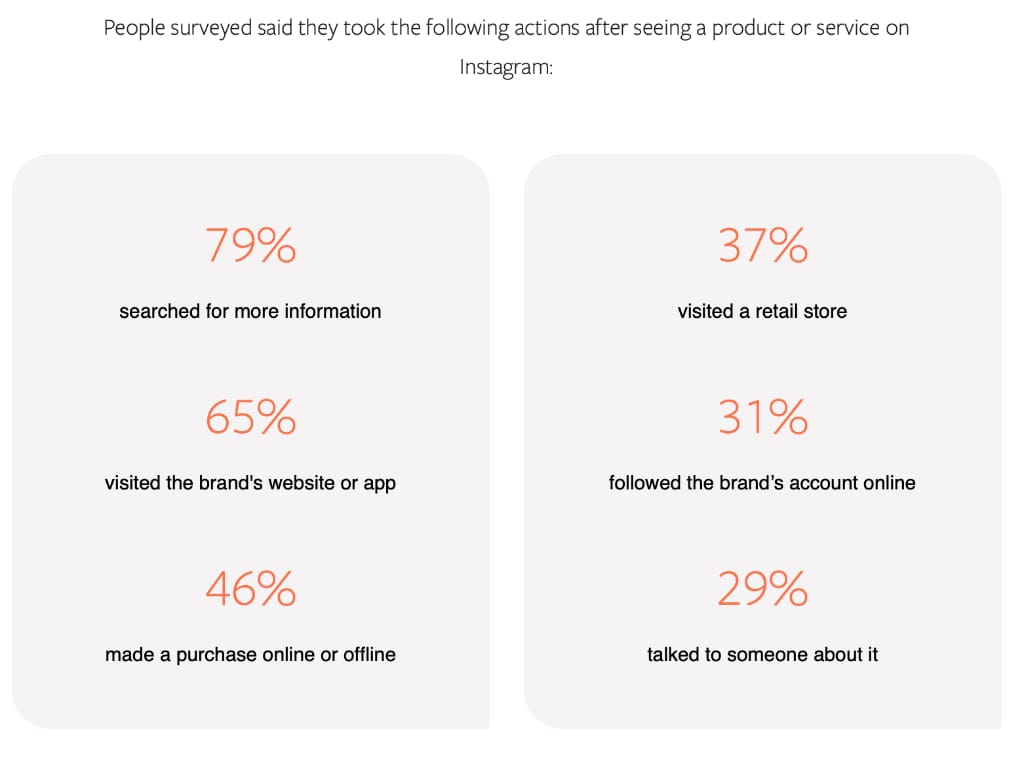 People surveyed said they took the following actions after seeing a product or service on
Instagram:
79%
searched for more information
65%
visited the brand's website or app
46%
made a purchase online or offline
37%
visited a retail store
31%
followed the brand’s account online
29%
talked to someone about it